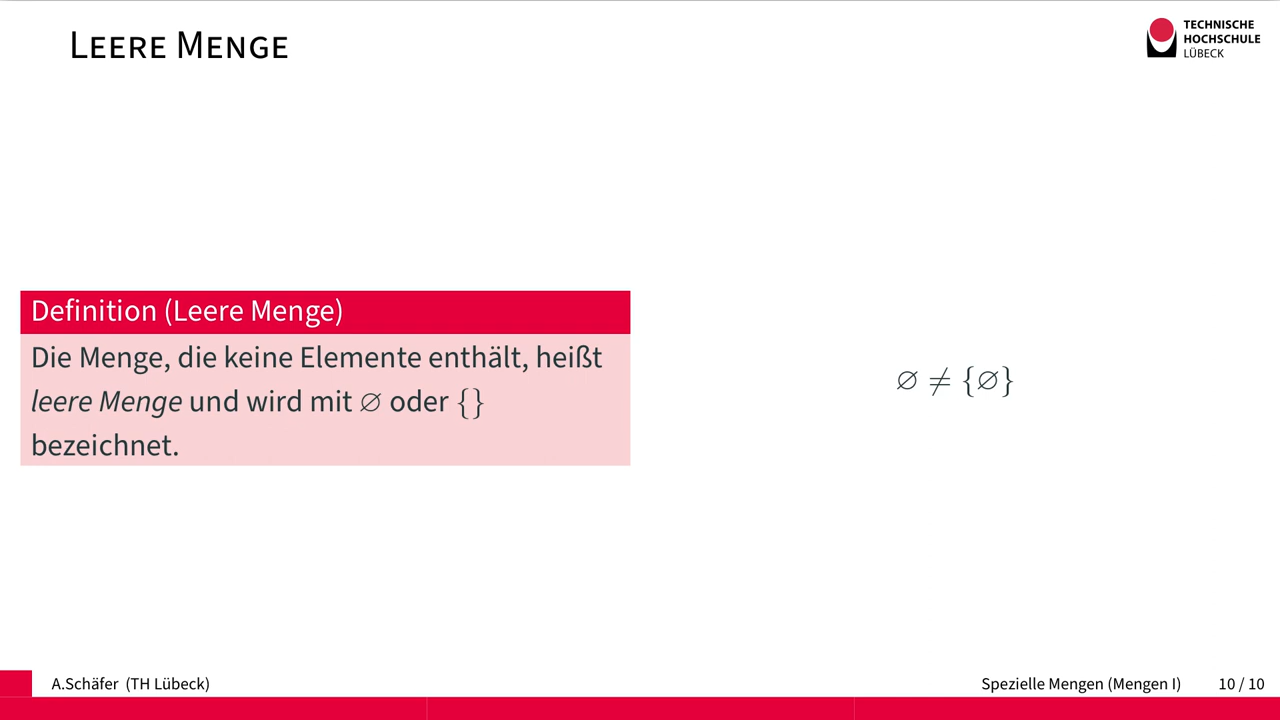 Leere Menge
TECHNISCHE
HOCHSCHULE
LÜBECK
Definition (Leere Menge)
Die Menge, die keine Elemente enthält, heißt
leere Menge und wird mit ∅ oder {}
bezeichnet.
∅ ≠ {∅}
A.Schäfer (TH Lübeck)
Spezielle Mengen (Mengen I)
10 / 10